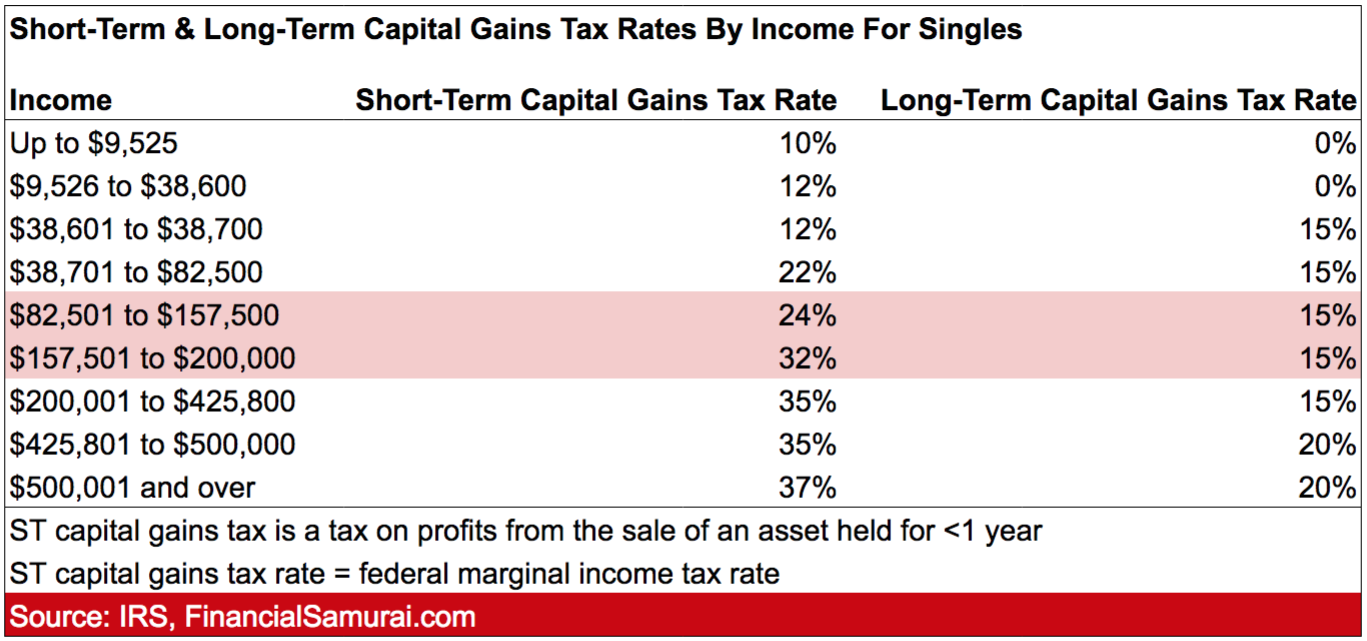 Short-Term & Long-Term Capital Gains Tax Rates By Income For Singles
Income Short-Term Capital Gains Tax Rate Long-Term Capital Gains Tax Rate
Up to $9,525 10% 0%
$9,526 to $38,600 12% 0%
$38,601 to $38,700 12% 15%
$38,701 to $82,500 22% 15%
$82,501 to $157,500 24% 15%
$157,501 to $200,000 32% 15%
$200,001 to $425,800 35% 15%
$425,801 to $500,000 35% 20%
$500,001 and over 37% 20%
ST capital gains tax is a tax on profits from the sale of an asset held for <1 year
ST capital gains tax rate = federal marginal income tax rate
Source: IRS, FinancialSamurai.com